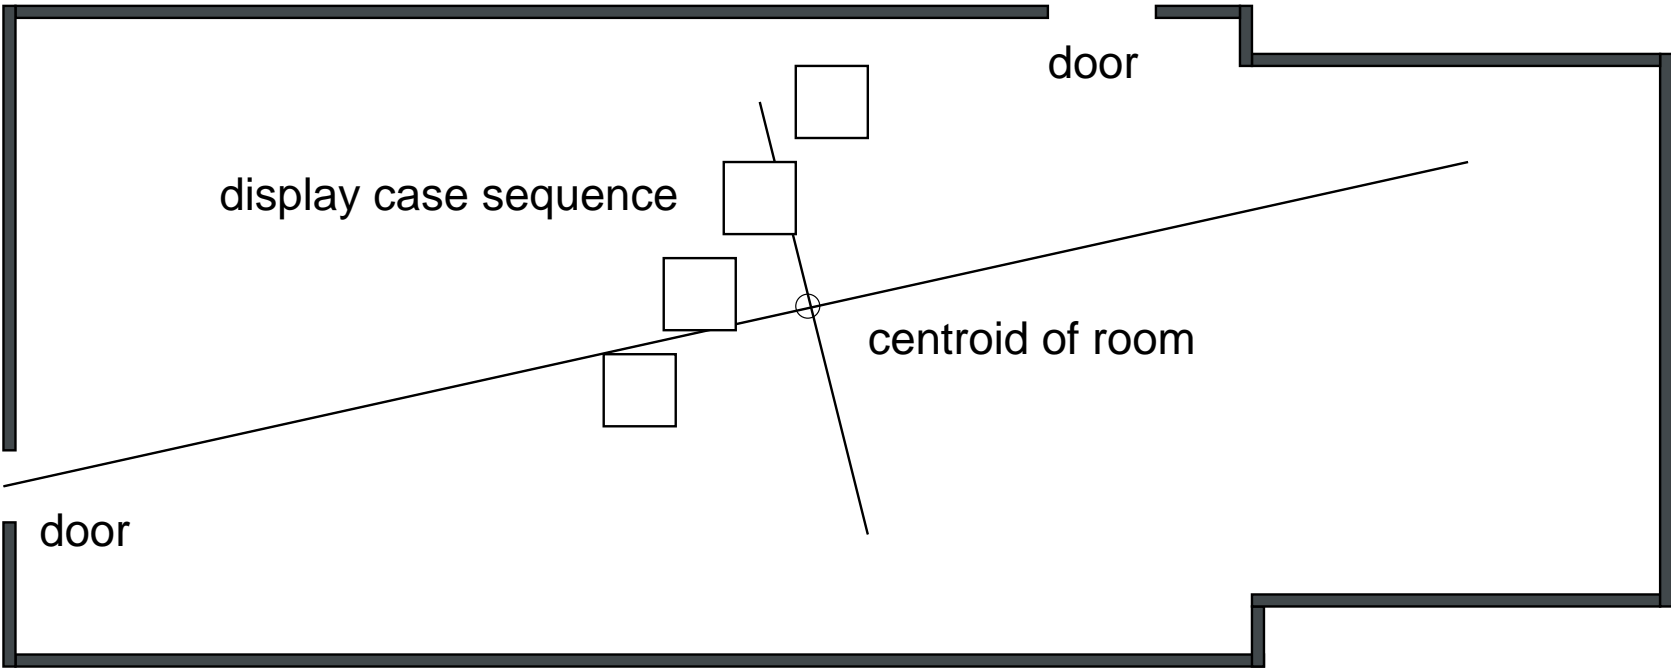 door
display case sequence
centroid of room
door